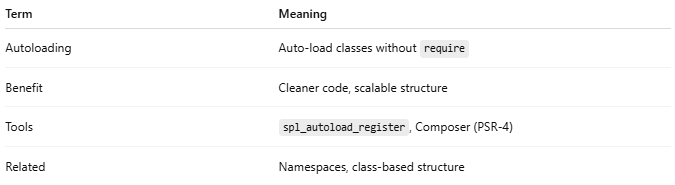 Term Meaning
Autoloading Auto-load classes without require
Benefit Cleaner code, scalable structure
Tools spl_autoload_register, Composer (PSR-4)
Related Namespaces, class-based structure